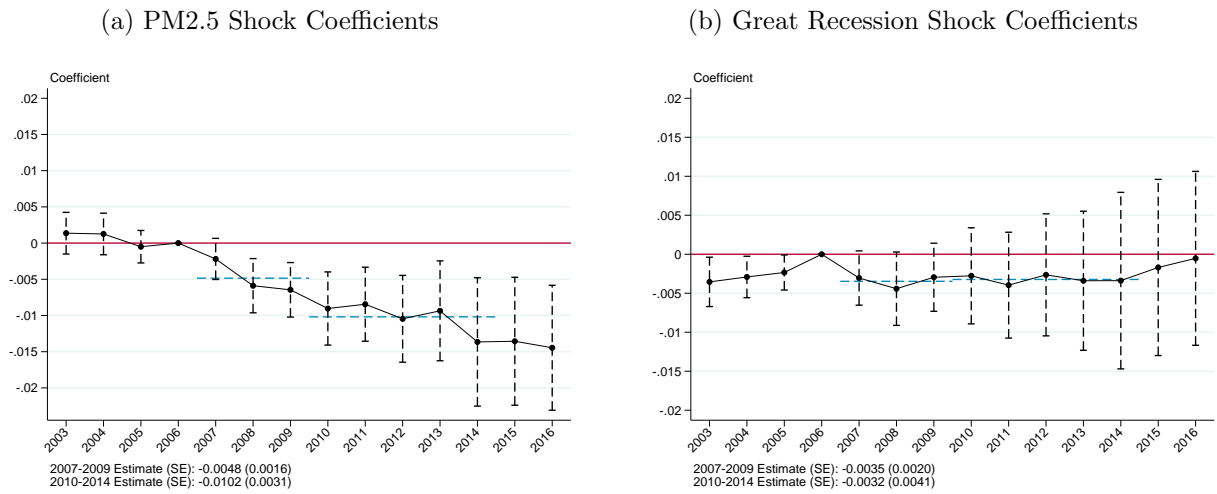 (a) PM2.5 Shock Coefficients
Coefficient
.02
.015
.01
.005
0
-.005
-.01
-.015
-.02
2003 2004 2005 2006 2007 2008 2009 2010 2011 2012 2013 2014 2015 2016
2007-2009 Estimate (SE): -0.0048 (0.0016)
2010-2014 Estimate (SE): -0.0102 (0.0031)
(b) Great Recession Shock Coefficients
Coefficient
.02
.015
.01
.005
0
-.005
-.01
-.015
-.02
2003 2004 2005 2006 2007 2008 2009 2010 2011 2012 2013 2014 2015 2016
2007-2009 Estimate (SE): -0.0035 (0.0020)
2010-2014 Estimate (SE): -0.0032 (0.0041)